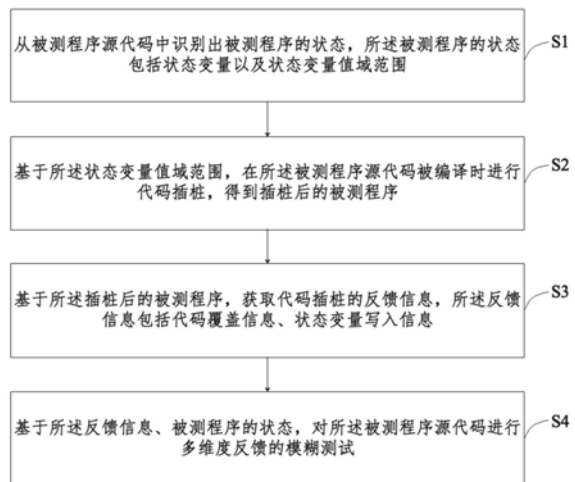 从被测程序源代码中识别出被测程序的状态，所述被测程序的状态
包括状态变量以及状态变量值域范围
S1
基于所述状态变量值域范围，在所述被测程序源代码被编译时进行
代码插桩，得到插桩后的被测程序
S2
基于所述插桩后的被测程序，获取代码插桩的反馈信息，所述反馈
信息包括代码覆盖信息、状态变量写入信息
S3
基于所述反馈信息、被测程序的状态，对所述被测程序源代码进行
多维度反馈的模糊测试
S4